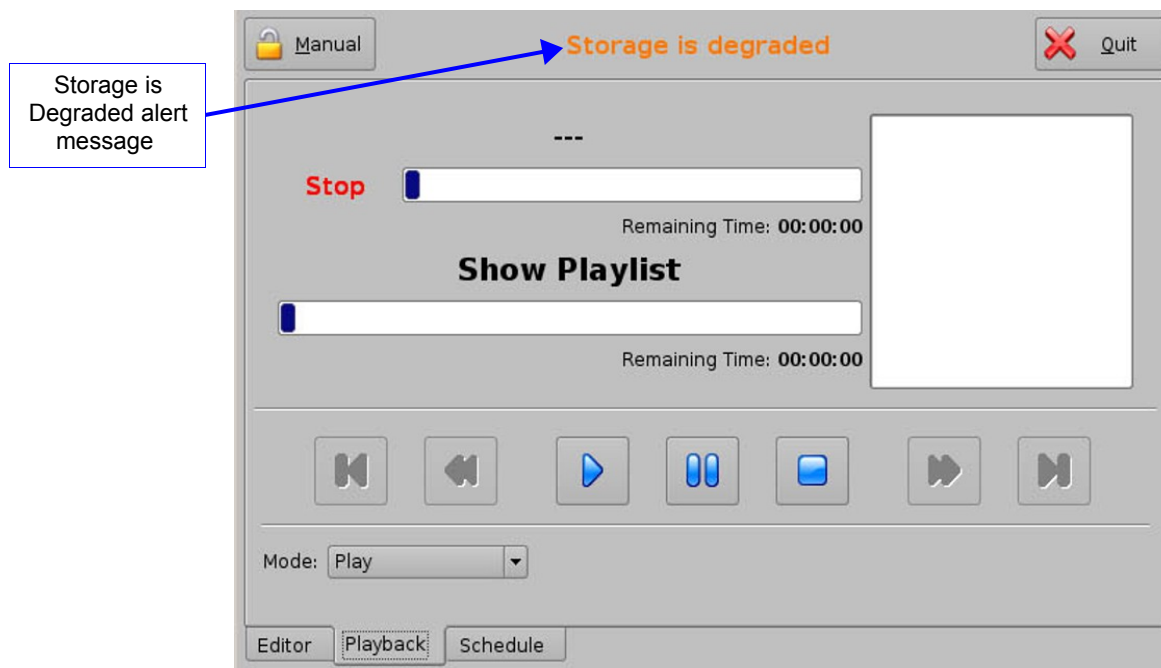 Manual
Storage is degraded
Quit
Storage is
Degraded alert
message
---
Stop
Remaining Time: 00:00:00
Show Playlist
Remaining Time: 00:00:00
Mode: Play
Editor
Playback
Schedule